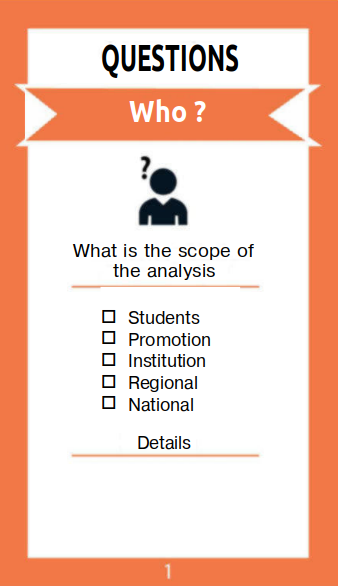 QUESTIONS
Who ?
?
What is the scope of
the analysis
☐ Students
☐ Promotion
☐ Institution
☐ Regional
☐ National
Details
1